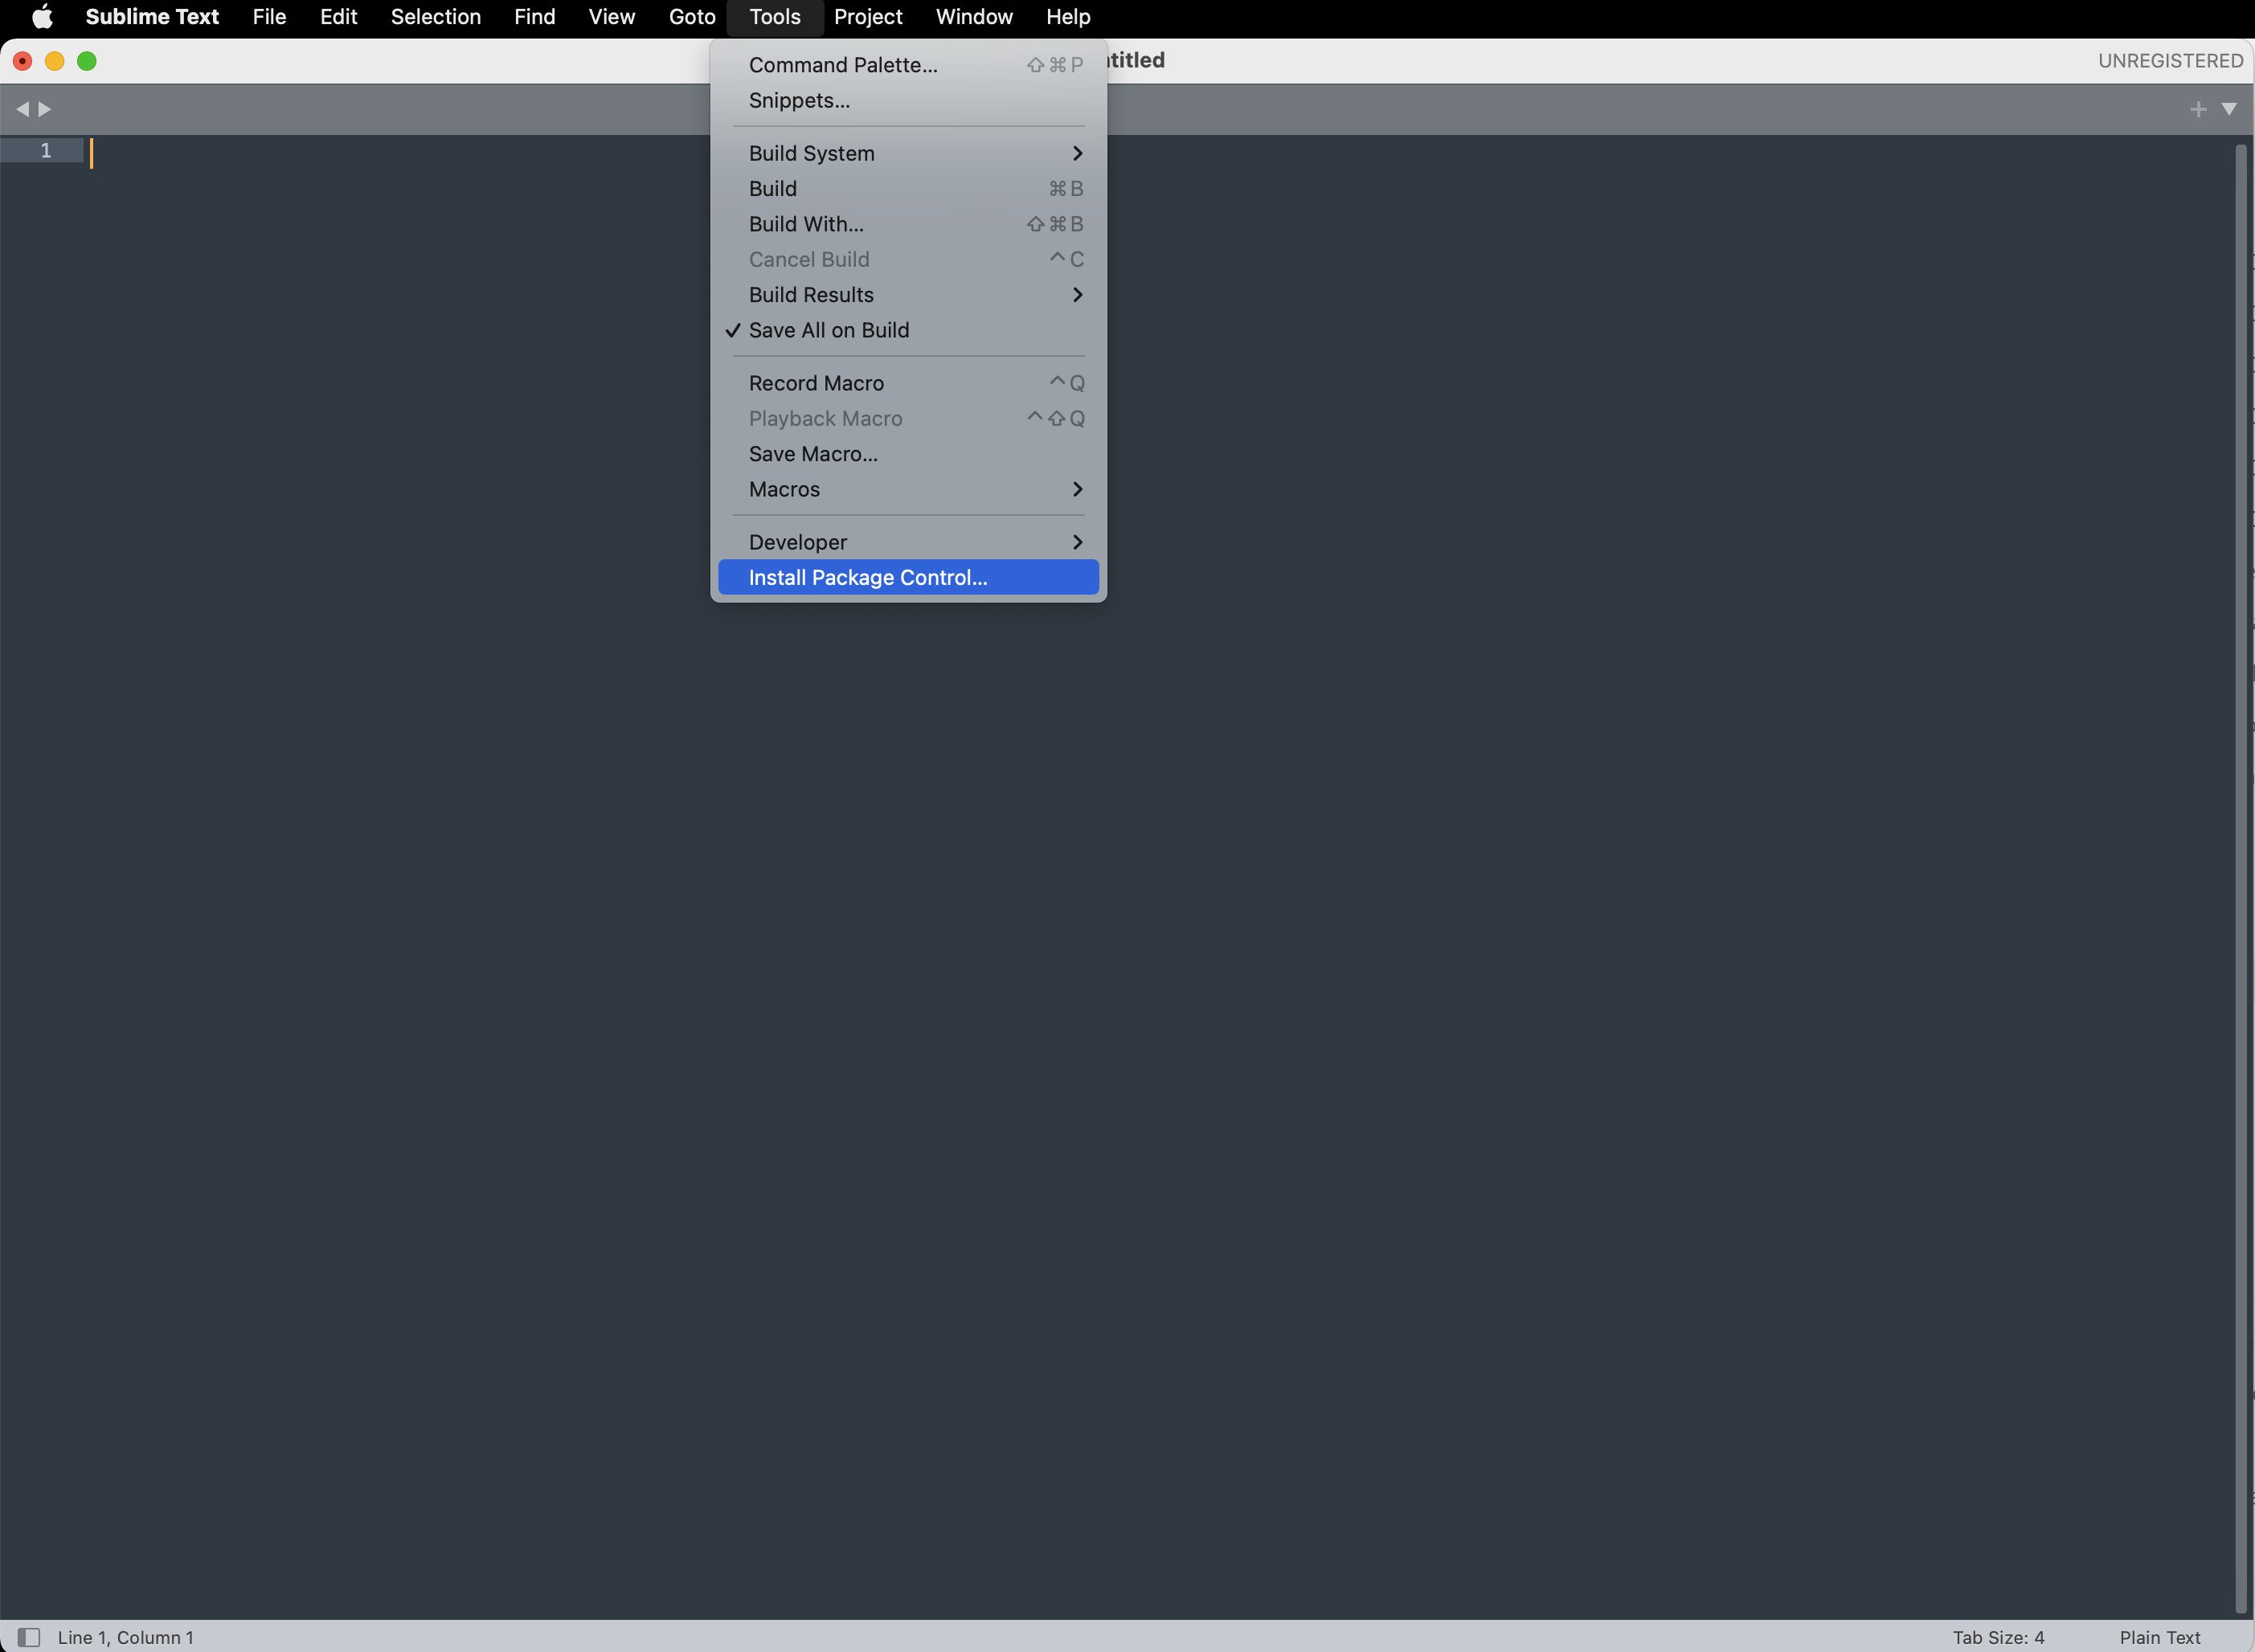 Sublime Text File Edit Selection Find View Goto Tools Project Window Help
UNREGISTERED
Command Palette... ⇧⌘P
Snippets...
Build System
Build ⌘B
Build With... ⇧⌘B
Cancel Build ^C
Build Results
✓ Save All on Build
Record Macro ^Q
Playback Macro ^⇧Q
Save Macro...
Macros
Developer
Install Package Control...
1
Line 1, Column 1
Tab Size: 4
Plain Text